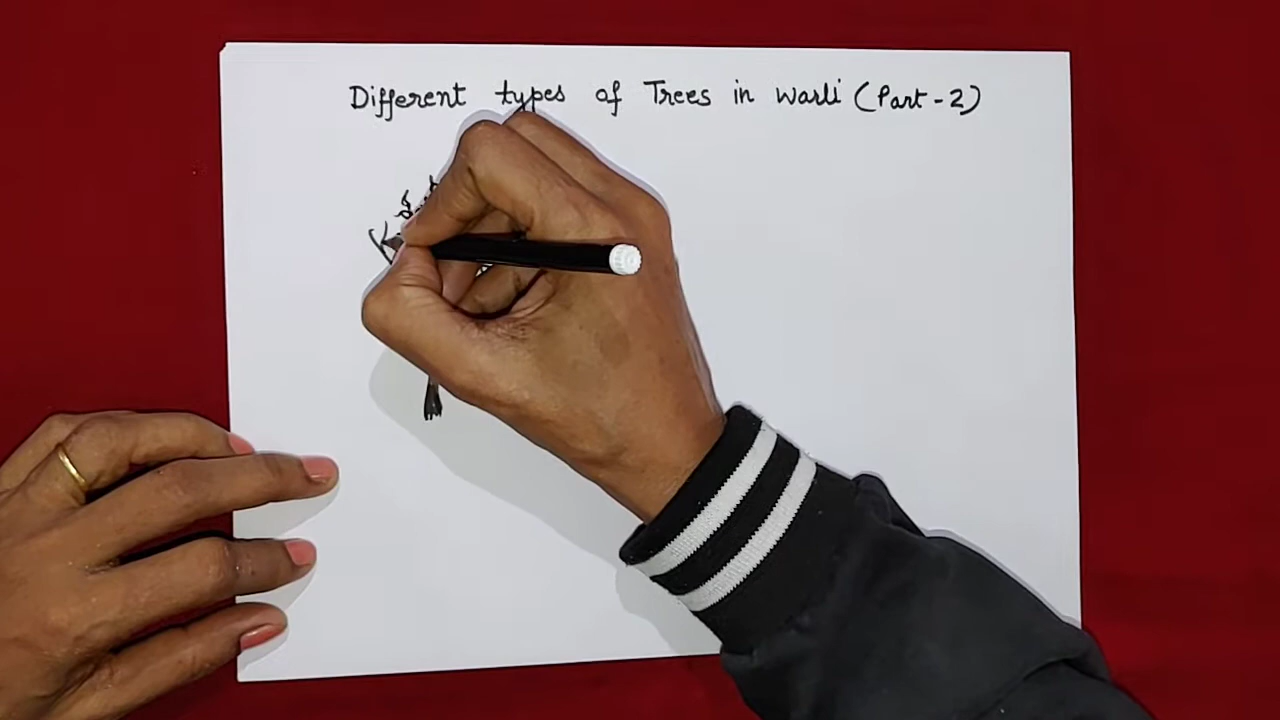 Different types of Trees in Warli (Part-2)